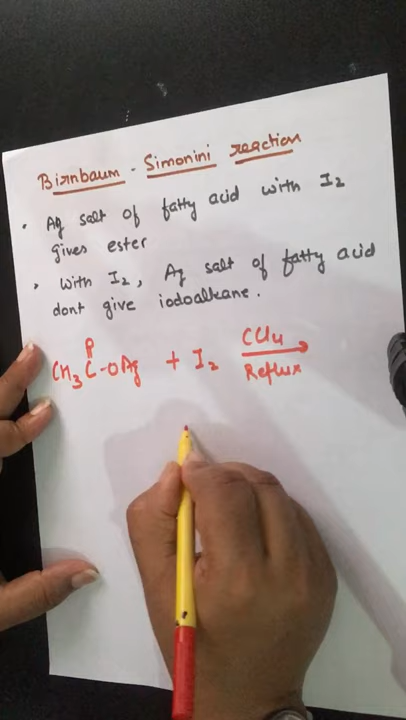 Birnbaum - Simonini reaction
• Ag salt of fatty acid with I2
gives ester
• With I2, Ag salt of fatty acid
dont give iodoalkane.
O
CH3 C-OAg + I2 CCl4
Reflux